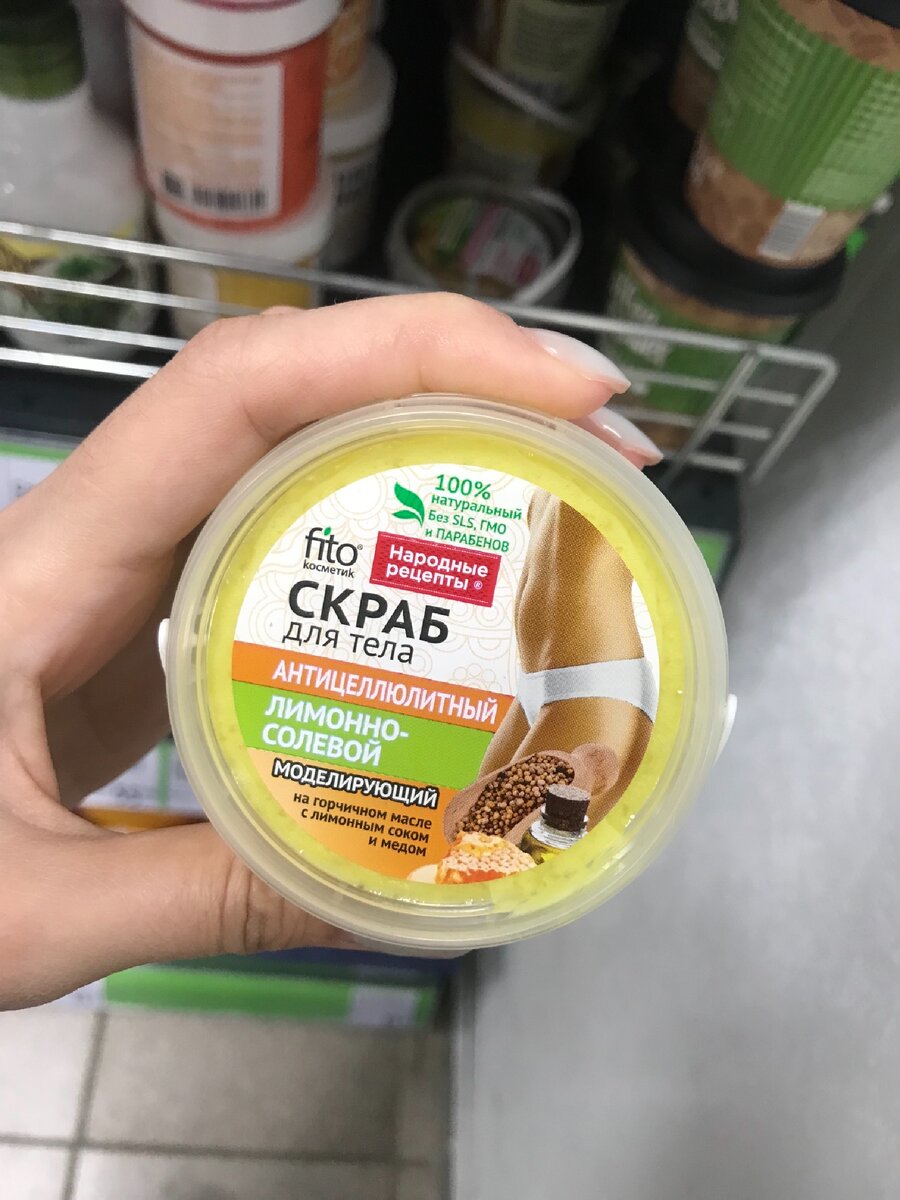 100%
натуральный
Без SLS, ГМО
и ПАРАБЕНОВ
fito®
косметик
Народные
рецепты®
СКРАБ
для тела
АНТИЦЕЛЛЮЛИТНЫЙ
ЛИМОННО-
СОЛЕВОЙ
МОДЕЛИРУЮЩИЙ
на горчичном масле
с лимонным соком
и медом